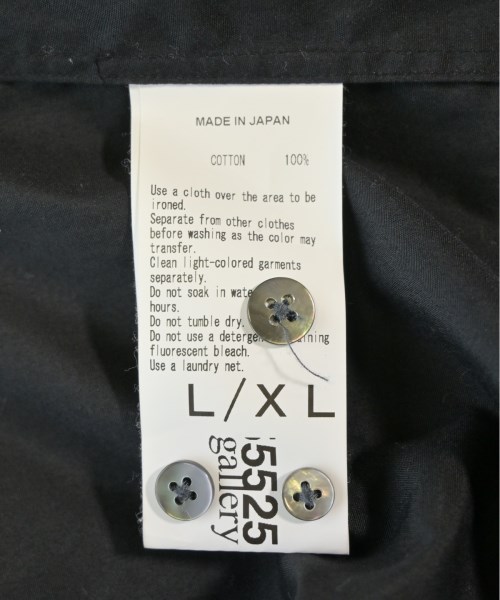 MADE IN JAPAN
COTTON 100%
Use a cloth over the area to be
ironed.
Separate from other clothes
before washing as the color may
transfer.
Clean light-colored garments
separately.
Do not soak in
hours.
Do not tumble dry.
Do not use a
fluorescent bleach.
Use a laundry net.
L/XL
5525
gallery